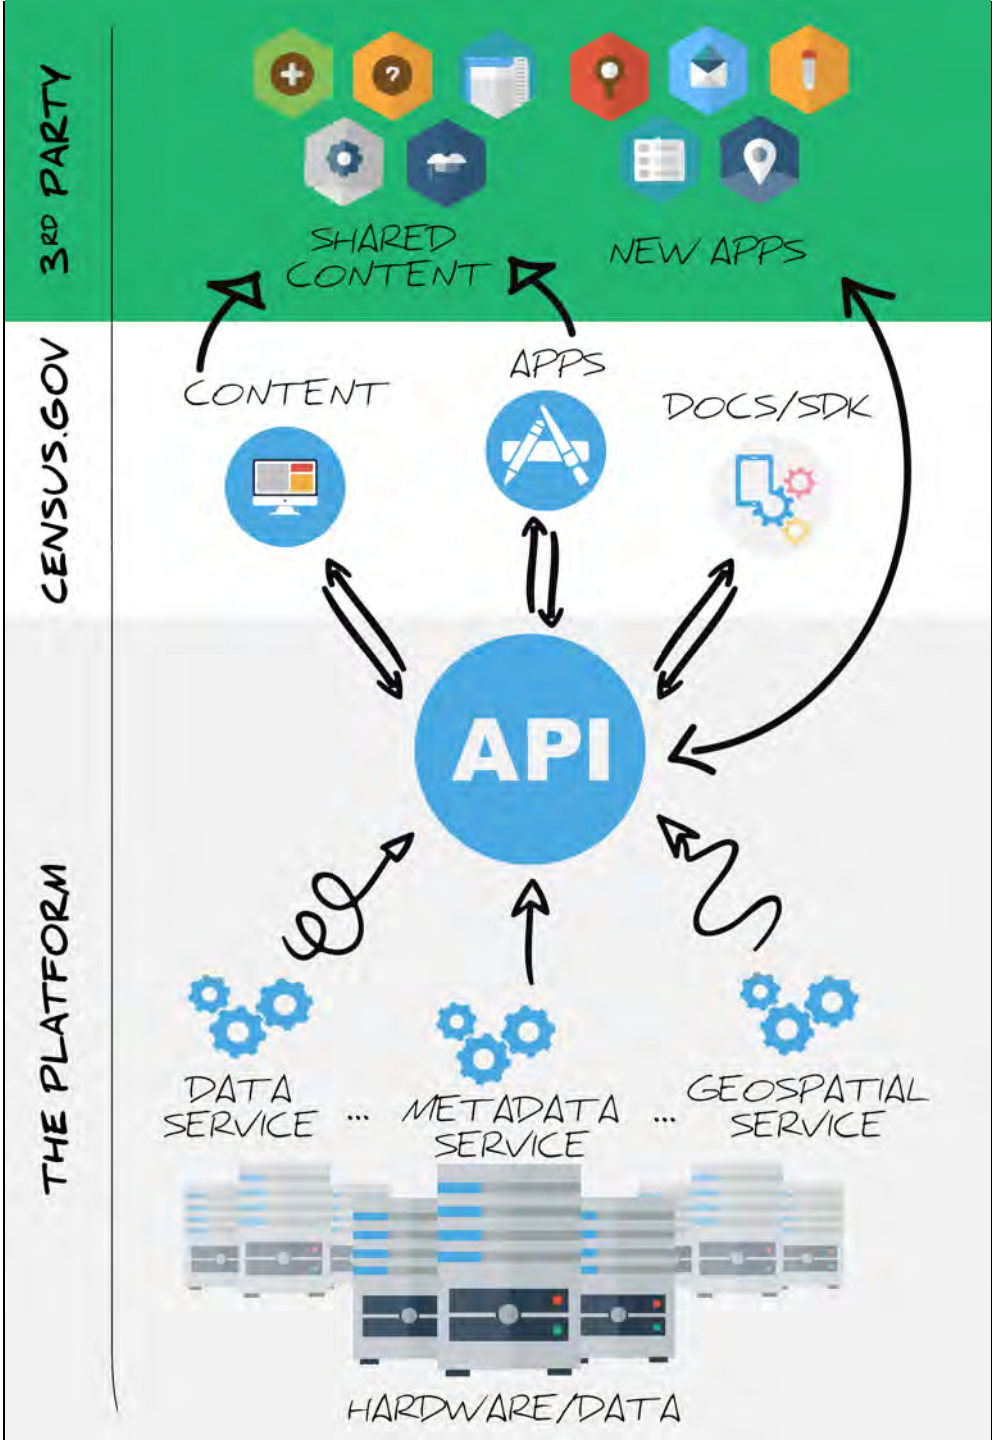 3RD PARTY
SHARED
CONTENT
NEW APPS
CENSUS.GOV
CONTENT
APPS
DOCS/SDK
THE PLATFORM
API
DATA
SERVICE
...
METADATA
SERVICE
...
GEOSPATIAL
SERVICE
HARDWARE/DATA